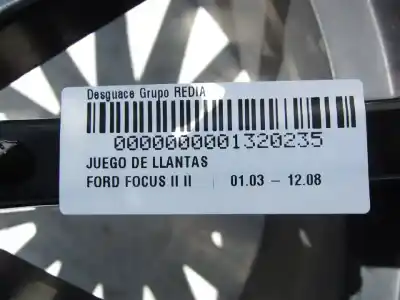 Desguace Grupo REDIA
0000000001320235
JUEGO DE LLANTAS
FORD FOCUS II II 01.03 – 12.08